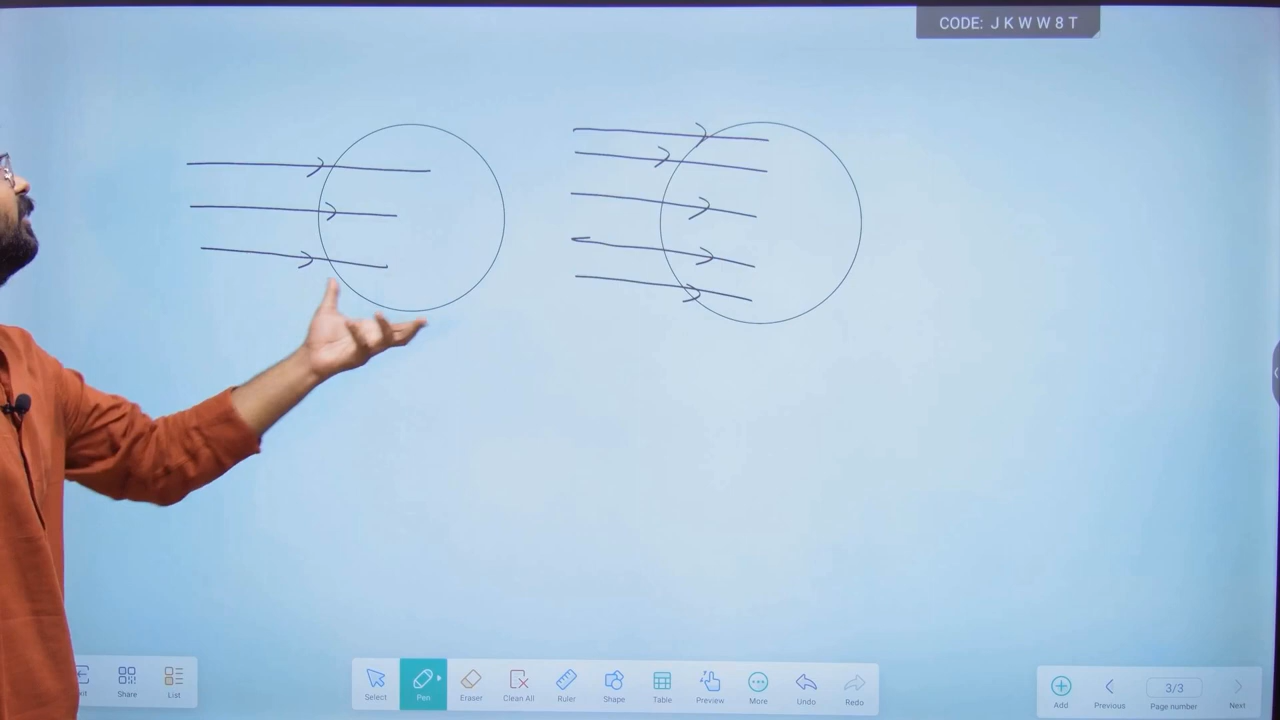 CODE: J K W W 8 T
Share
List
Select
Pen
Eraser
Clean All
Ruler
Shape
Table
Preview
More
Undo
Redo
Add
Previous
3/3
Page number
Next